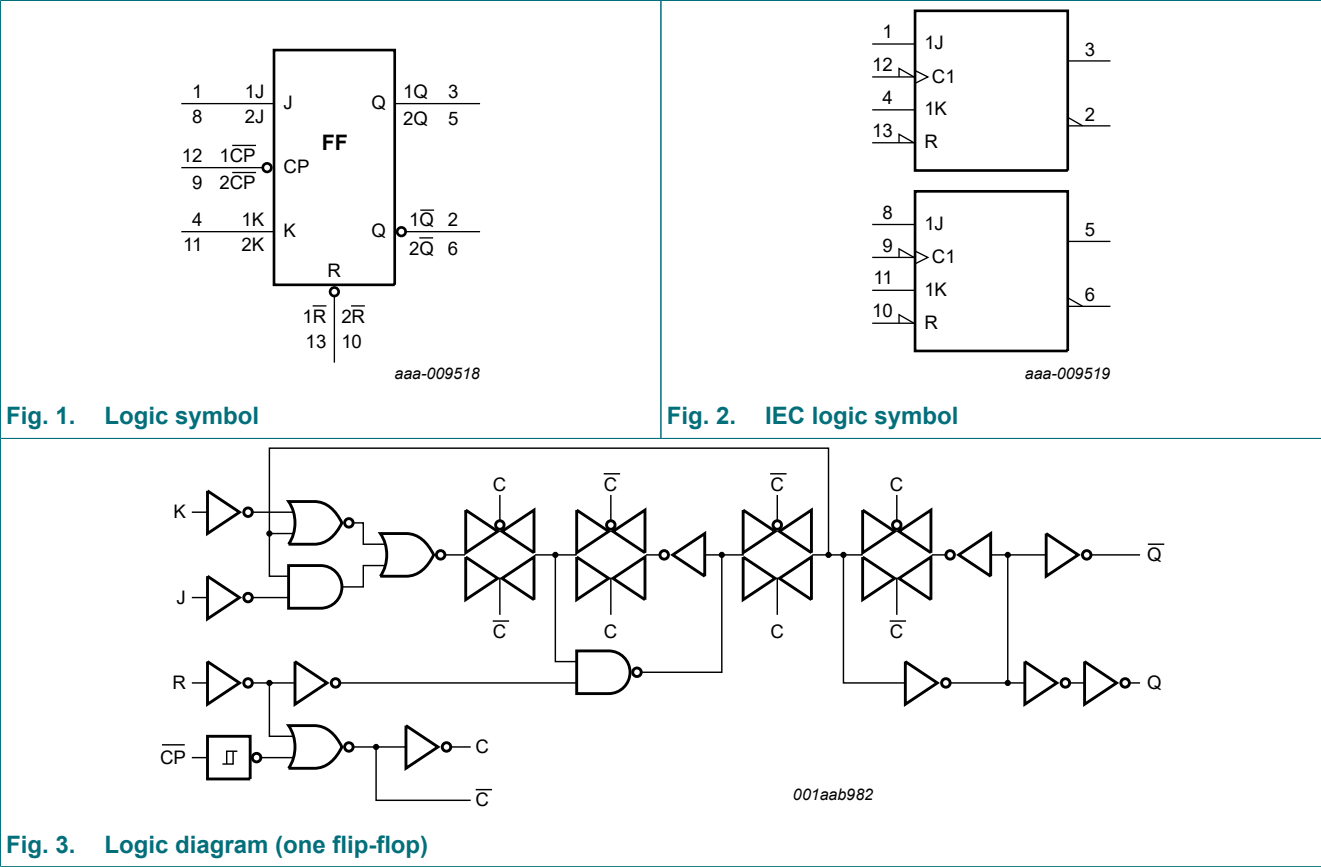 1 1J J Q 1Q 3
8 2J 2Q 5
FF
12 1C̅P̅ CP
9 2C̅P̅
4 1K K Q 1Q̅ 2
11 2K 2Q̅ 6
R
1R̅ 2R̅
13 10
aaa-009518
Fig. 1. Logic symbol
1 1J 3
12 C1
4 1K 2
13 R
8 1J 5
9 C1
11 1K 6
10 R
aaa-009519
Fig. 2. IEC logic symbol
C C̅ C̅ C
K
Q̅
J
C̅ C C C̅
R Q
C̅P̅ C
C̅
001aab982
Fig. 3. Logic diagram (one flip-flop)